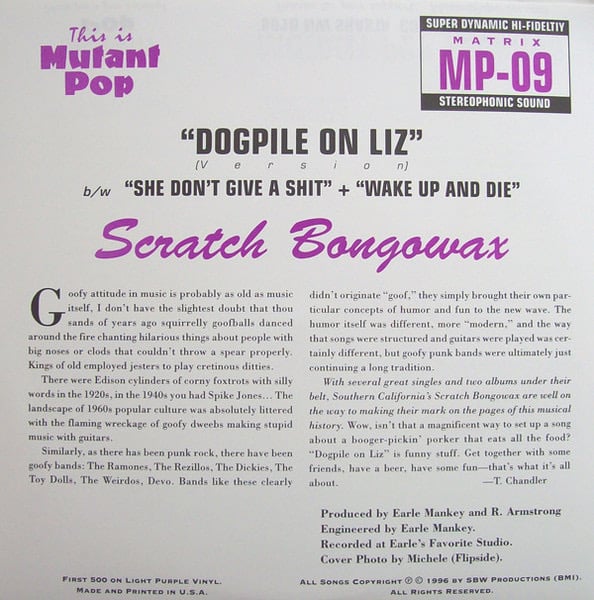 This is
Mutant
Pop
SUPER DYNAMIC HI-FIDELTIY
MATRIX
MP-09
STEREOPHONIC SOUND
“DOGPILE ON LIZ”
(Version)
b/w “SHE DON’T GIVE A SHIT” + “WAKE UP AND DIE”
Scratch Bongowax
Goofy attitude in music is probably as old as music
itself, I don’t have the slightest doubt that thou
sands of years ago squirrelly goofballs danced
around the fire chanting hilarious things about people with
big noses or clods that couldn’t throw a spear properly.
Kings of old employed jesters to play cretinous ditties.
There were Edison cylinders of corny foxtrots with silly
words in the 1920s, in the 1940s you had Spike Jones... The
landscape of 1960s popular culture was absolutely littered
with the flaming wreckage of goofy dweebs making stupid
music with guitars.
Similarly, as there has been punk rock, there have been
goofy bands: The Ramones, The Rezillos, The Dickies, The
Toy Dolls, The Weirdos, Devo. Bands like these clearly
didn’t originate “goof,” they simply brought their own par-
ticular concepts of humor and fun to the new wave. The
humor itself was different, more “modern,” and the way
that songs were structured and guitars were played was cer-
tainly different, but goofy punk bands were ultimately just
continuing a long tradition.
With several great singles and two albums under their
belt, Southern California’s Scratch Bongowax are well on
the way to making their mark on the pages of this musical
history. Wow, isn’t that a magnificent way to set up a song
about a booger-pickin’ porker that eats all the food?
“Dogpile on Liz” is funny stuff. Get together with some
friends, have a beer, have some fun—that’s what it’s all
about. —T. Chandler
Produced by Earle Mankey and R. Armstrong
Engineered by Earle Mankey.
Recorded at Earle’s Favorite Studio.
Cover Photo by Michele (Flipside).
First 500 on Light Purple Vinyl.
Made and Printed in U.S.A.
All Songs Copyright ℗ © 1996 by SBW Productions (BMI).
All Rights Reserved.